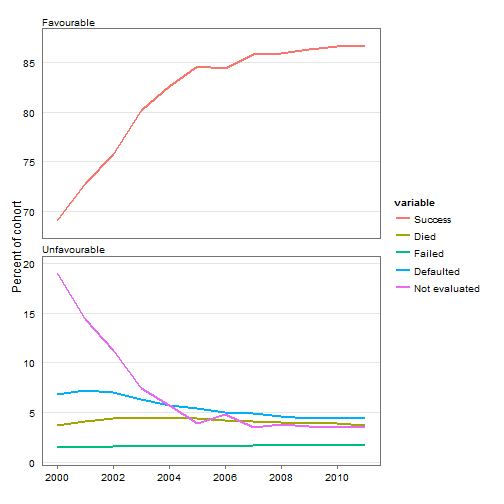 Favourable
85
80
75
70
Percent of cohort
Unfavourable
20
15
10
5
0
2000 2002 2004 2006 2008 2010
variable
Success
Died
Failed
Defaulted
Not evaluated